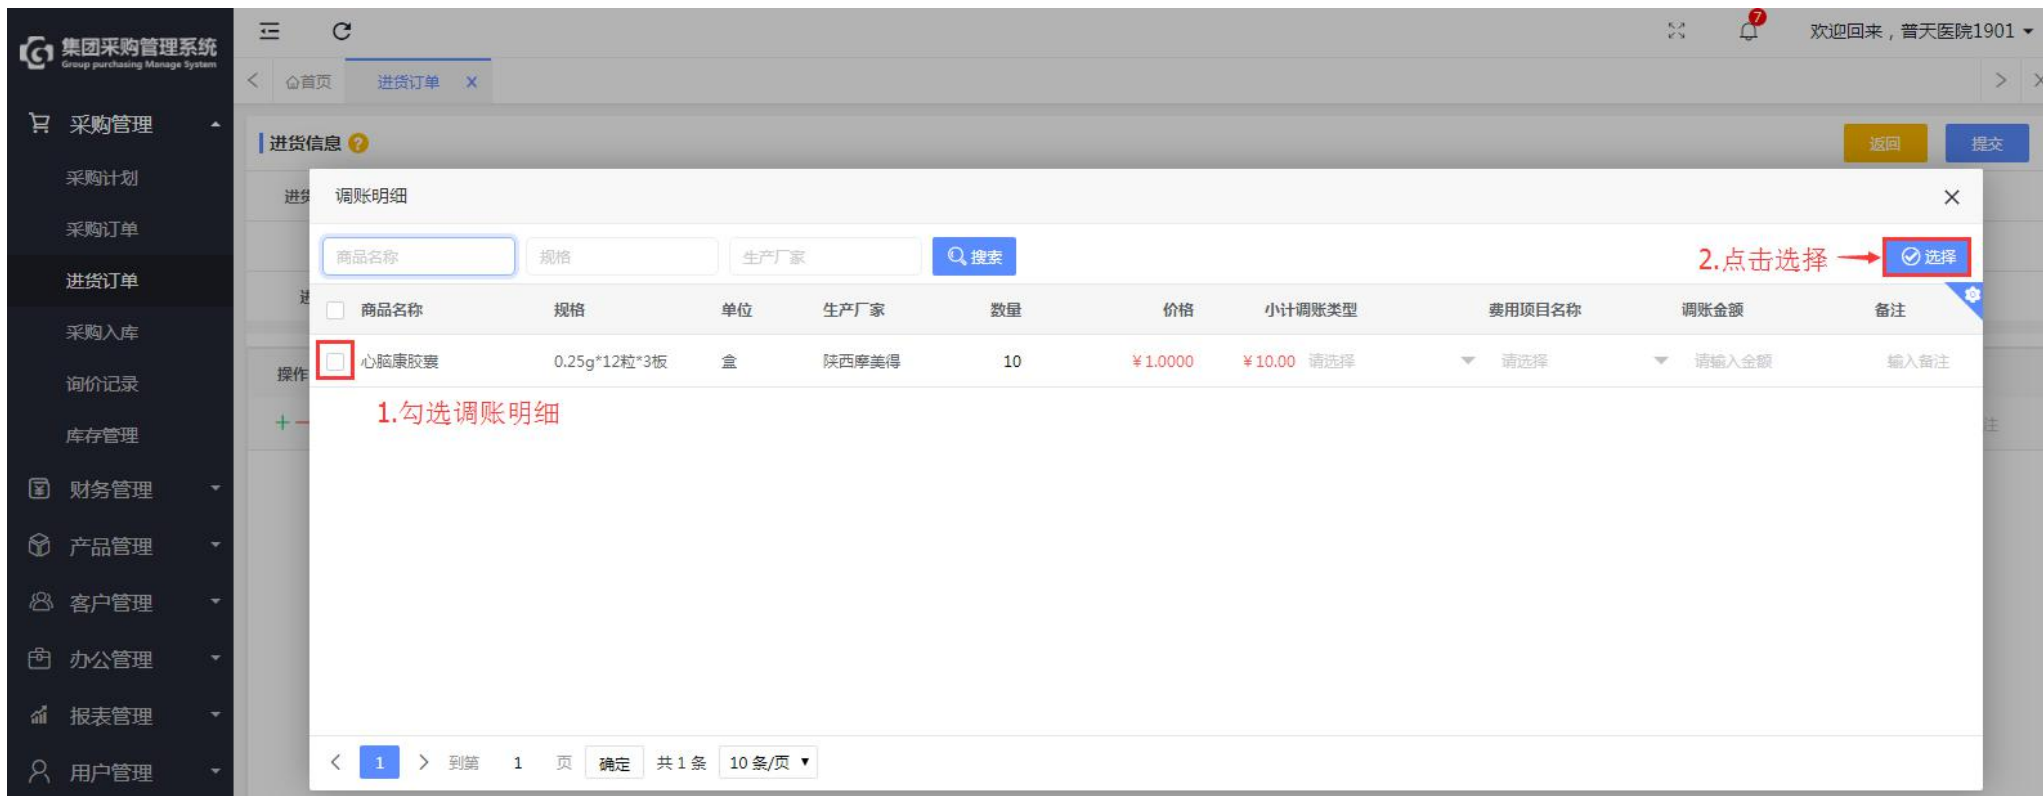 集团采购管理系统
Group purchasing Manage System
7
欢迎回来，普天医院1901
首页
进货订单 X
采购管理
采购计划
采购订单
进货订单
采购入库
询价记录
库存管理
财务管理
产品管理
客户管理
办公管理
报表管理
用户管理
进货信息 ?
返回
提交
进货
调账明细
商品名称
规格
生产厂家
搜索
2.点击选择
选择
进
商品名称 规格 单位 生产厂家 数量 价格 小计 调账类型 费用项目名称 调账金额 备注
心脑康胶囊 0.25g*12粒*3板 盒 陕西摩美得 10 ￥1.0000 ￥10.00 请选择 请选择 请输入金额 输入备注
操作
1.勾选调账明细
注
1 到第 1 页 确定 共1条 10条/页